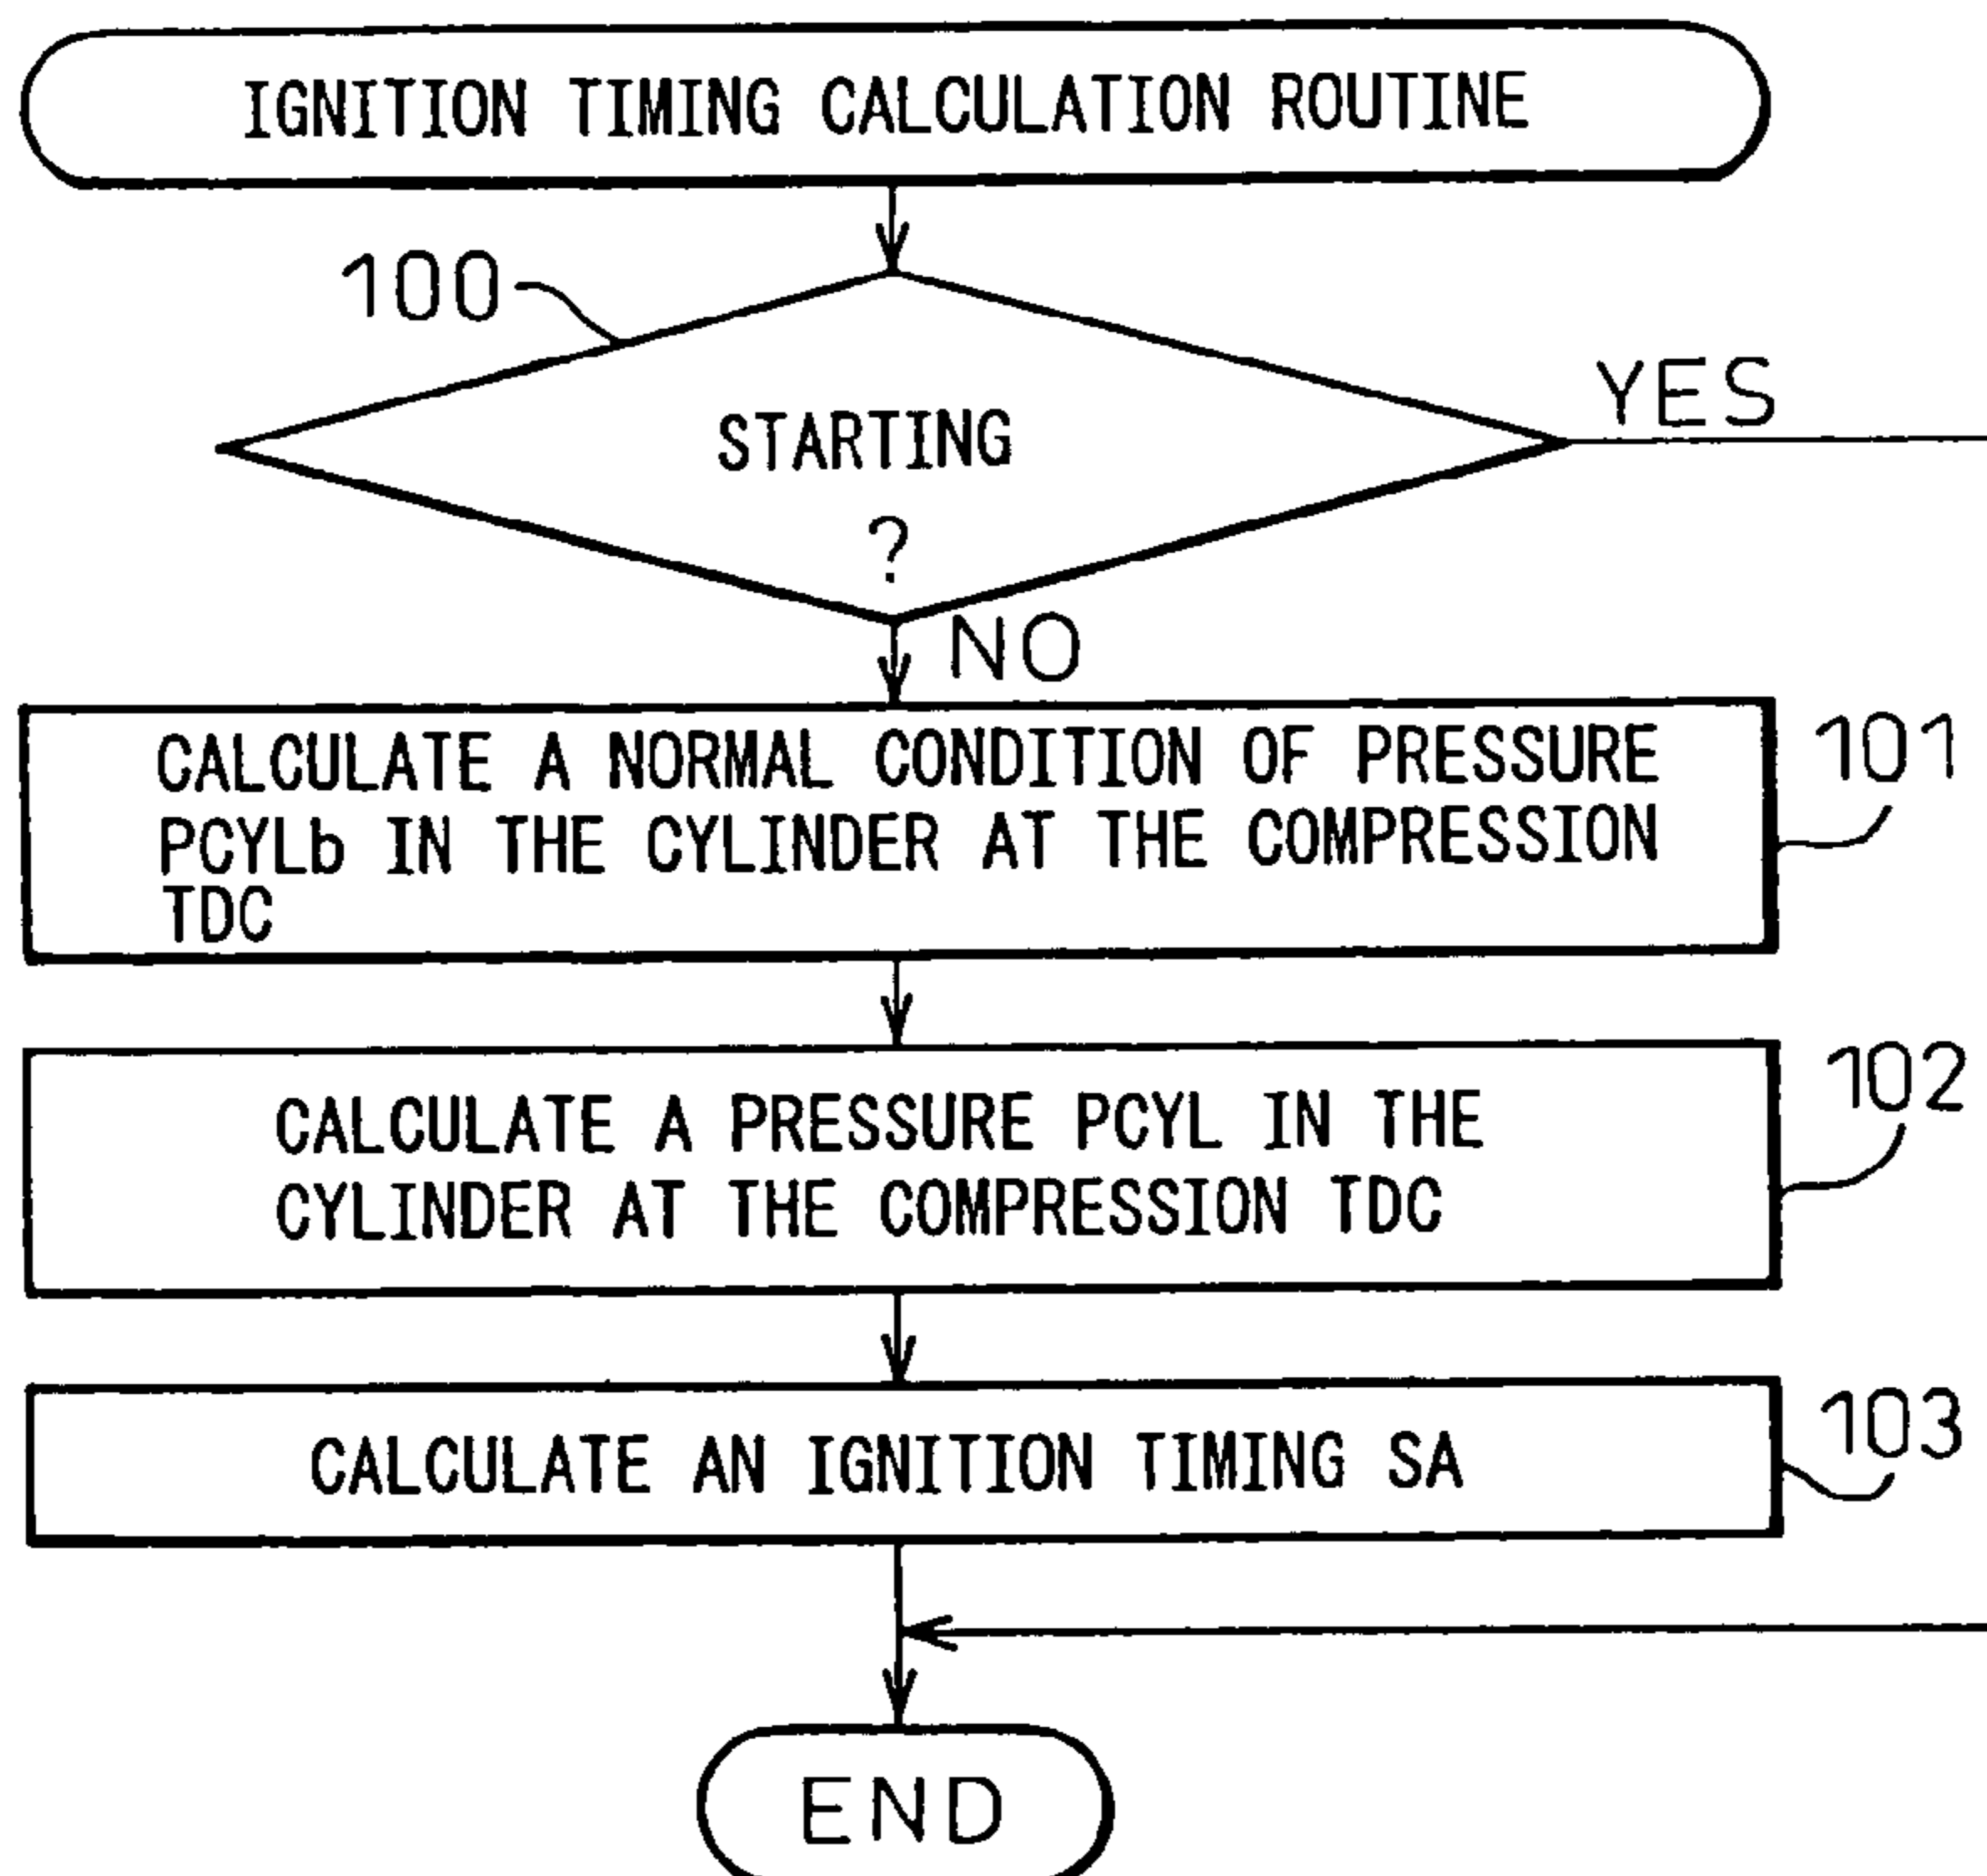 IGNITION TIMING CALCULATION ROUTINE
100
STARTING
?
YES
NO
CALCULATE A NORMAL CONDITION OF PRESSURE
PCYLb IN THE CYLINDER AT THE COMPRESSION
TDC
101
CALCULATE A PRESSURE PCYL IN THE
CYLINDER AT THE COMPRESSION TDC
102
CALCULATE AN IGNITION TIMING SA
103
END